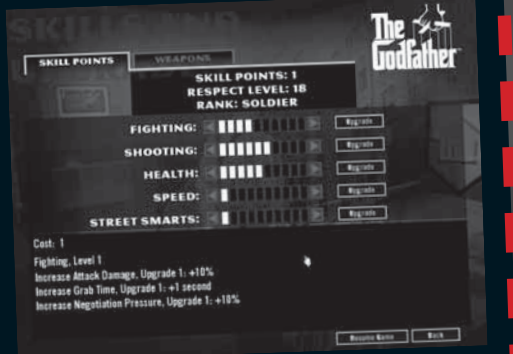 SKILLS AND
The Godfather
SKILL POINTS
WEAPONS
SKILL POINTS: 1
RESPECT LEVEL: 18
RANK: SOLDIER
FIGHTING:
Upgrade
SHOOTING:
Upgrade
HEALTH:
Upgrade
SPEED:
Upgrade
STREET SMARTS:
Cost: 1
Fighting, Level 1
Increase Attack Damage, Upgrade 1: +10%
Increase Grab Time, Upgrade 1: +1 second
Increase Negotiation Pressure, Upgrade 1: +10%
Resume Game
Back